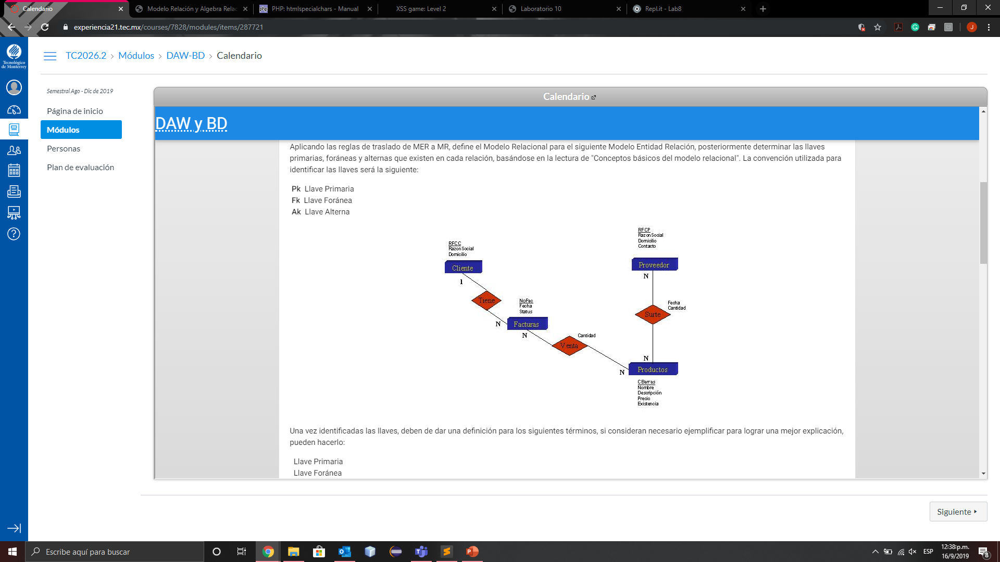 Calendario
Modelo Relación y Algebra Relac
PHP: htmlspecialchars - Manual
XSS game: Level 2
Laboratorio 10
Repl.it - Lab8
experiencia21.tec.mx/courses/7828/modules/items/287721
J
Tecnológico
de Monterrey
TC2026.2 › Módulos › DAW-BD › Calendario
Semestral Ago - Dic de 2019
Página de inicio
Módulos
Personas
Plan de evaluación
Calendario
DAW y BD
Aplicando las reglas de traslado de MER a MR, define el Modelo Relacional para el siguiente Modelo Entidad Relación, posteriormente determinar las llaves
primarias, foráneas y alternas que existen en cada relación, basándose en la lectura de "Conceptos básicos del modelo relacional". La convención utilizada para
identificar las llaves será la siguiente:
Pk Llave Primaria
Fk Llave Foránea
Ak Llave Alterna
RFCC
Razon Social
Domicilio
Cliente
1
Tiene
N
NoFac
Fecha
Status
Facturas
N
Cantidad
Venta
N
RFCP
Razon Social
Domicilio
Contacto
Proveedor
N
Fecha
Cantidad
Surte
N
Productos
CBarras
Nombre
Descripción
Precio
Existencia
Una vez identificadas las llaves, deben de dar una definición para los siguientes términos, si consideran necesario ejemplificar para lograr una mejor explicación,
pueden hacerlo:
Llave Primaria
Llave Foránea
Siguiente
Escribe aquí para buscar
ESP
12:38 p.m.
16/9/2019
8